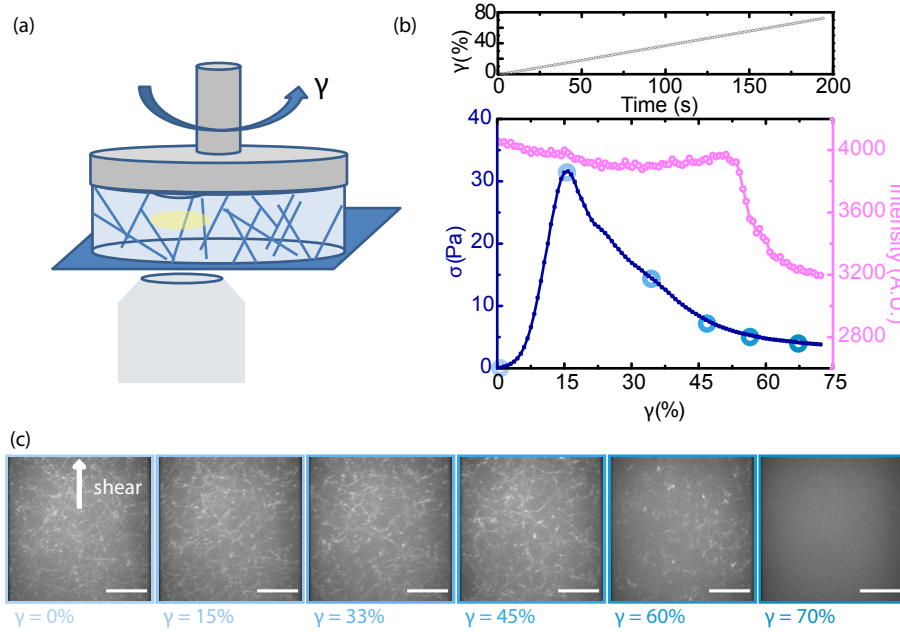 (a)
γ
(b)
80
40
0
γ(%)
0 50 100 150 200
Time (s)
40
30
20
10
0
σ(Pa)
4000
3600
3200
2800
Intensity (A.U.)
0 15 30 45 60 75
γ(%)
(c)
shear
γ = 0% γ = 15% γ = 33% γ = 45% γ = 60% γ = 70%